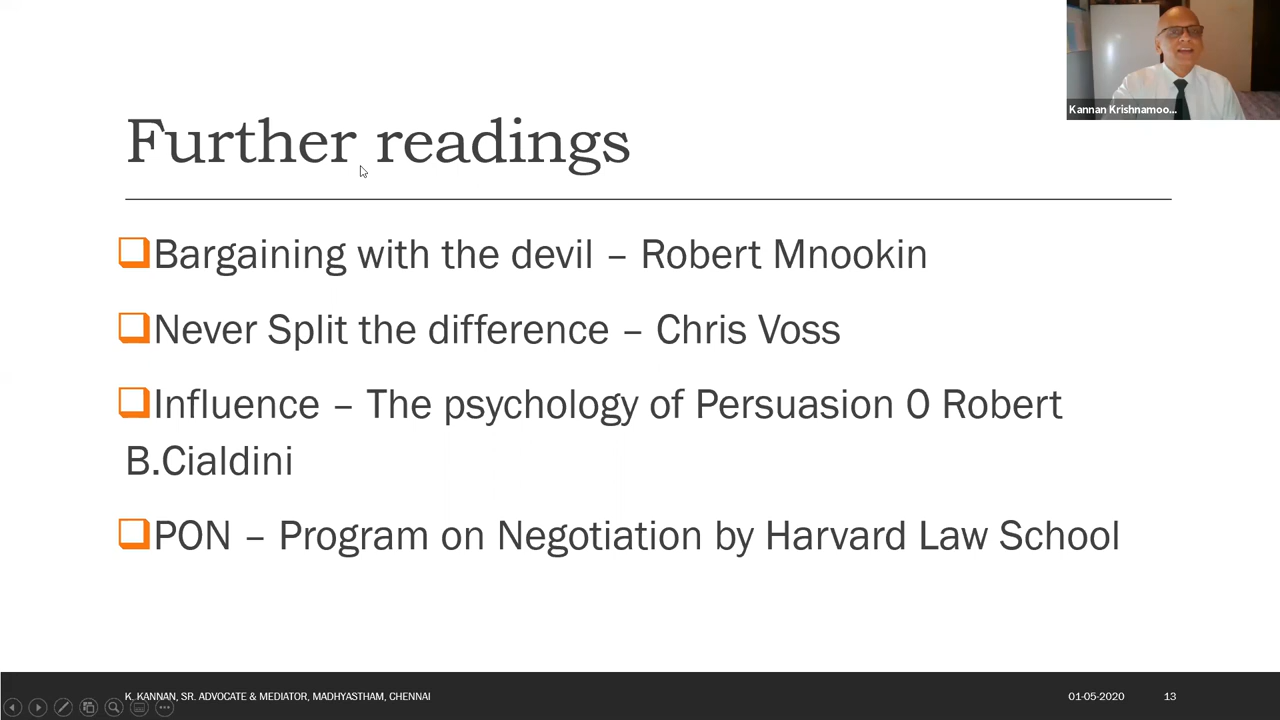 Kannan Krishnamoo...
Further readings
Bargaining with the devil – Robert Mnookin
Never Split the difference – Chris Voss
Influence – The psychology of Persuasion 0 Robert
B.Cialdini
PON – Program on Negotiation by Harvard Law School
K. KANNAN, SR. ADVOCATE & MEDIATOR, MADHYASTHAM, CHENNAI
01-05-2020
13